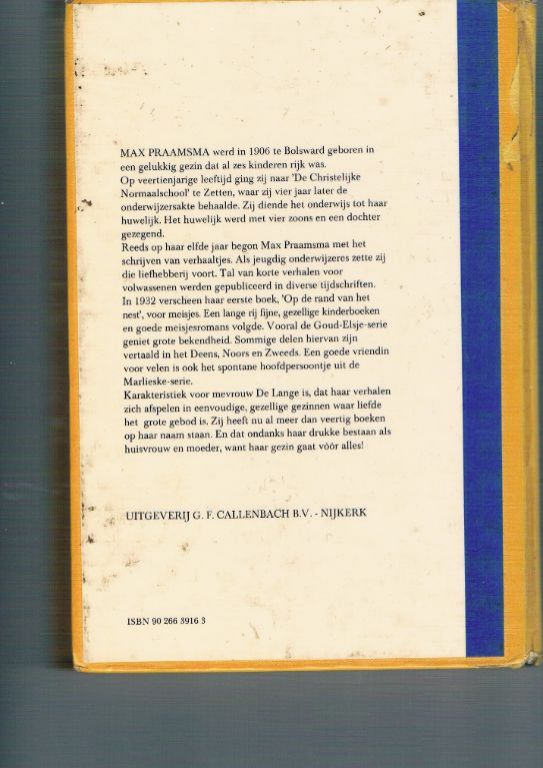 MAX PRAAMSMA werd in 1906 te Bolsward geboren in
een gelukkig gezin dat al zes kinderen rijk was.
Op veertienjarige leeftijd ging zij naar 'De Christelijke
Normaalschool' te Zetten, waar zij vier jaar later de
onderwijzersakte behaalde. Zij diende het onderwijs tot haar
huwelijk. Het huwelijk werd met vier zoons en een dochter
gezegend.
Reeds op haar elfde jaar begon Max Praamsma met het
schrijven van verhaaltjes. Als jeugdig onderwijzeres zette zij
die liefhebberij voort. Tal van korte verhalen voor
volwassenen werden gepubliceerd in diverse tijdschriften.
In 1932 verscheen haar eerste boek, 'Op de rand van het
nest', voor meisjes. Een lange rij fijne, gezellige kinderboeken
en goede meisjesromans volgde. Vooral de Goud-Elsje-serie
geniet grote bekendheid. Sommige delen hiervan zijn
vertaald in het Deens, Noors en Zweeds. Een goede vriendin
voor velen is ook het spontane hoofdpersoontje uit de
Marlieske-serie.
Karakteristiek voor mevrouw De Lange is, dat haar verhalen
zich afspelen in eenvoudige, gezellige gezinnen waar liefde
het grote gebod is. Zij heeft nu al meer dan veertig boeken
op haar naam staan. En dat ondanks haar drukke bestaan als
huisvrouw en moeder, want haar gezin gaat vóór alles!
UITGEVERIJ G. F. CALLENBACH B.V. - NIJKERK
ISBN 90 266 3916 3